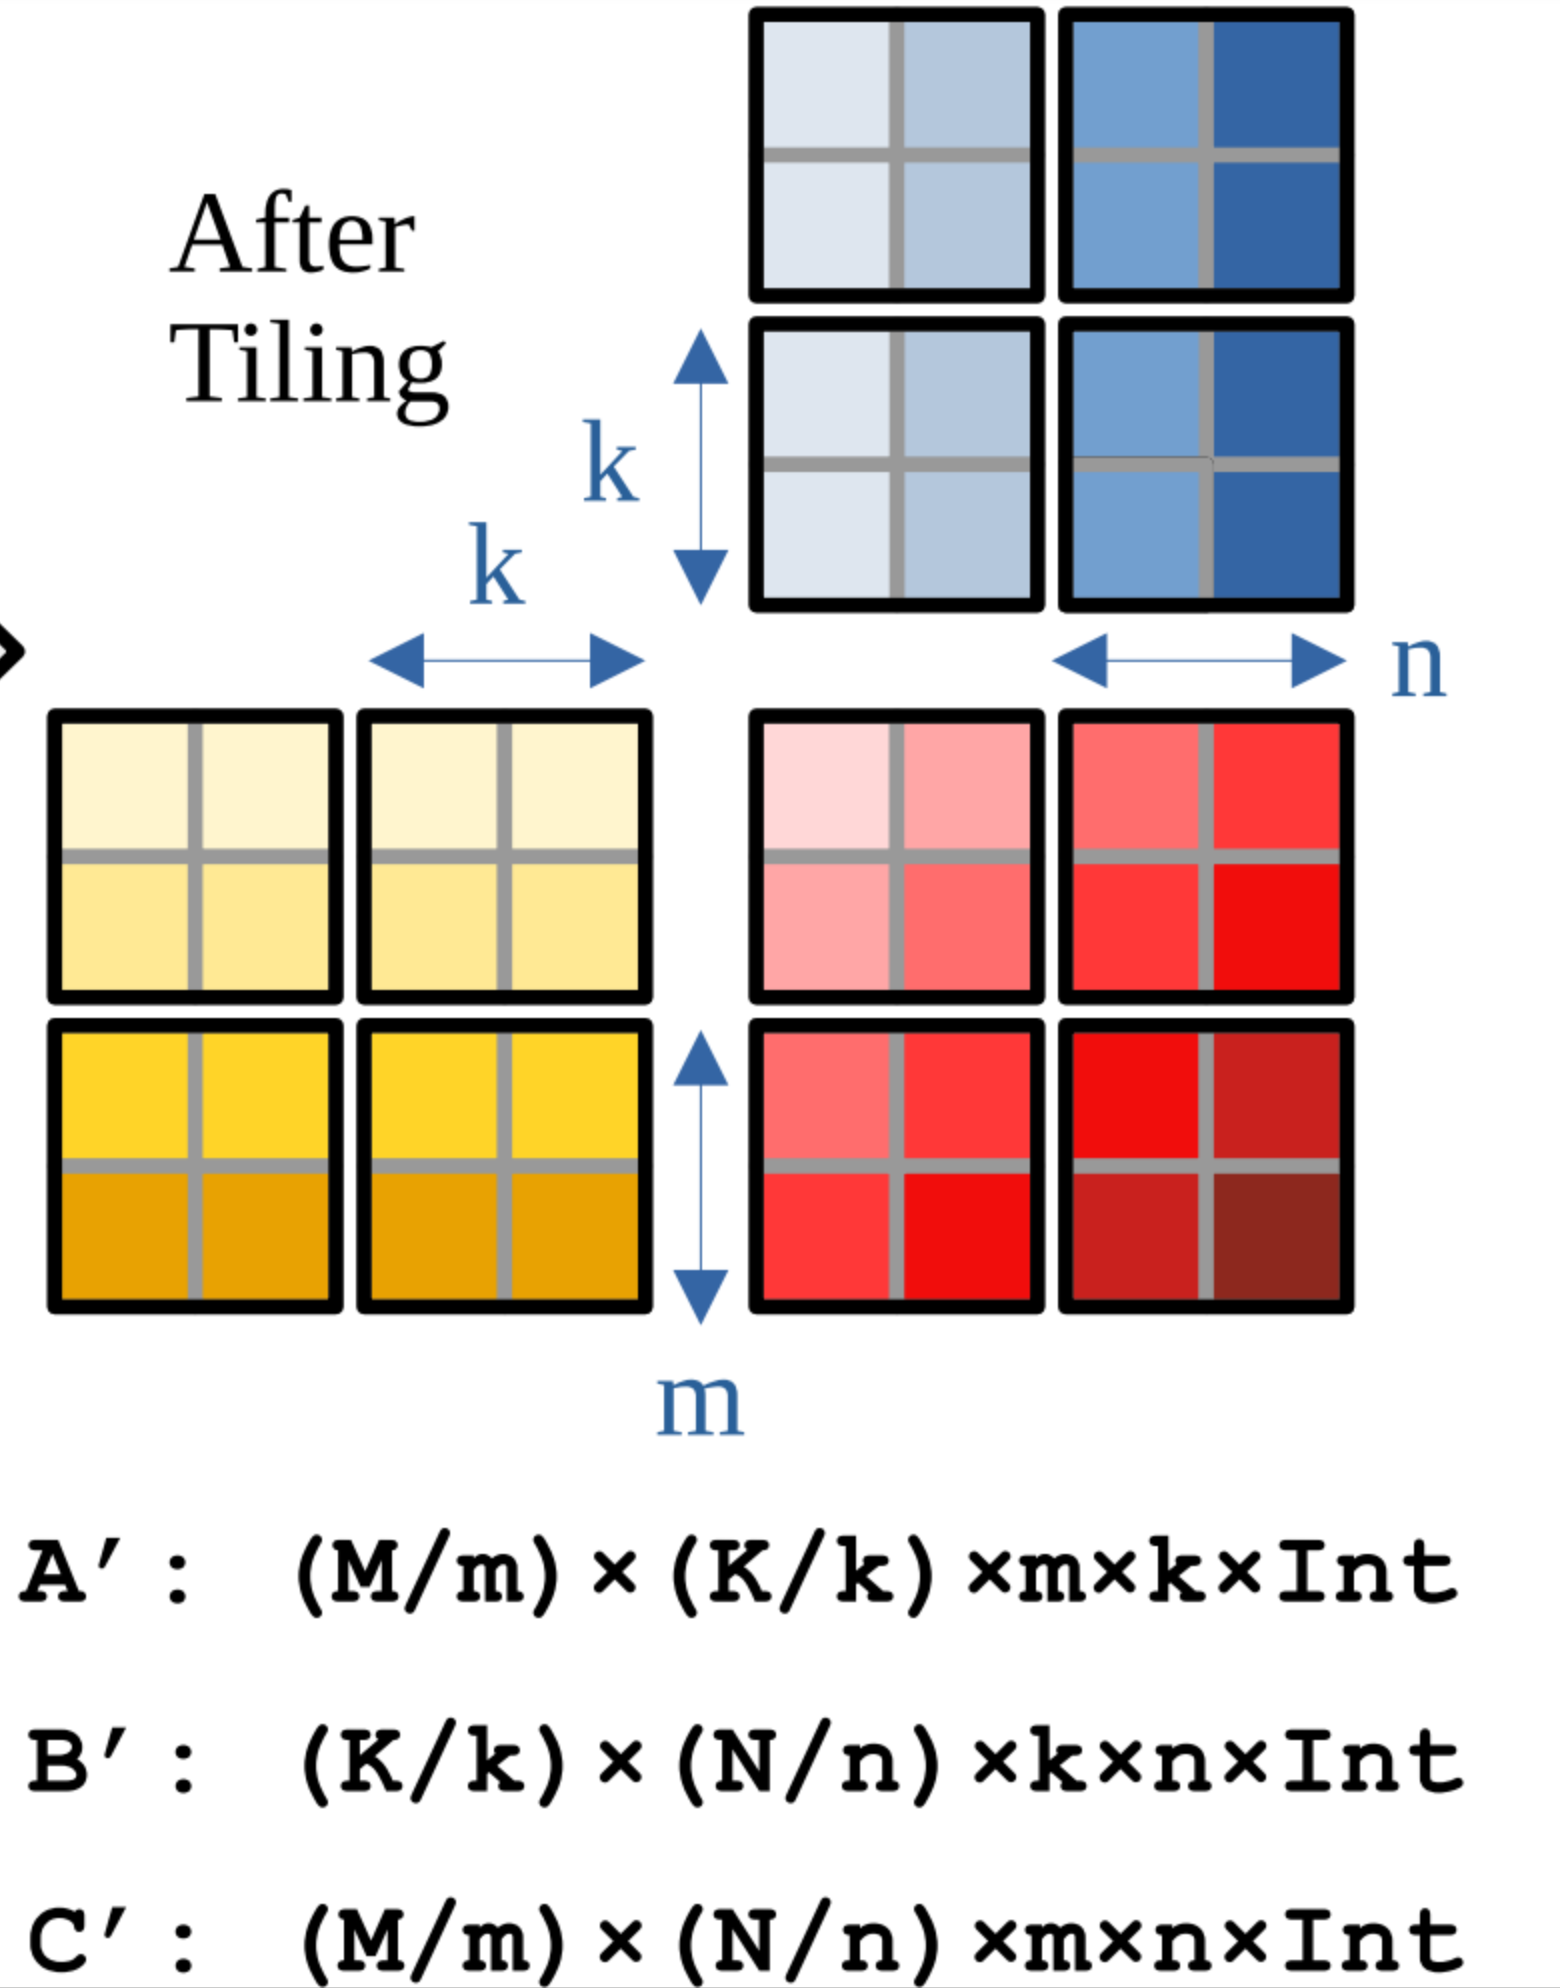 After
Tiling
k
k
n
m
A′: (M/m)×(K/k)×m×k×Int
B′: (K/k)×(N/n)×k×n×Int
C′: (M/m)×(N/n)×m×n×Int